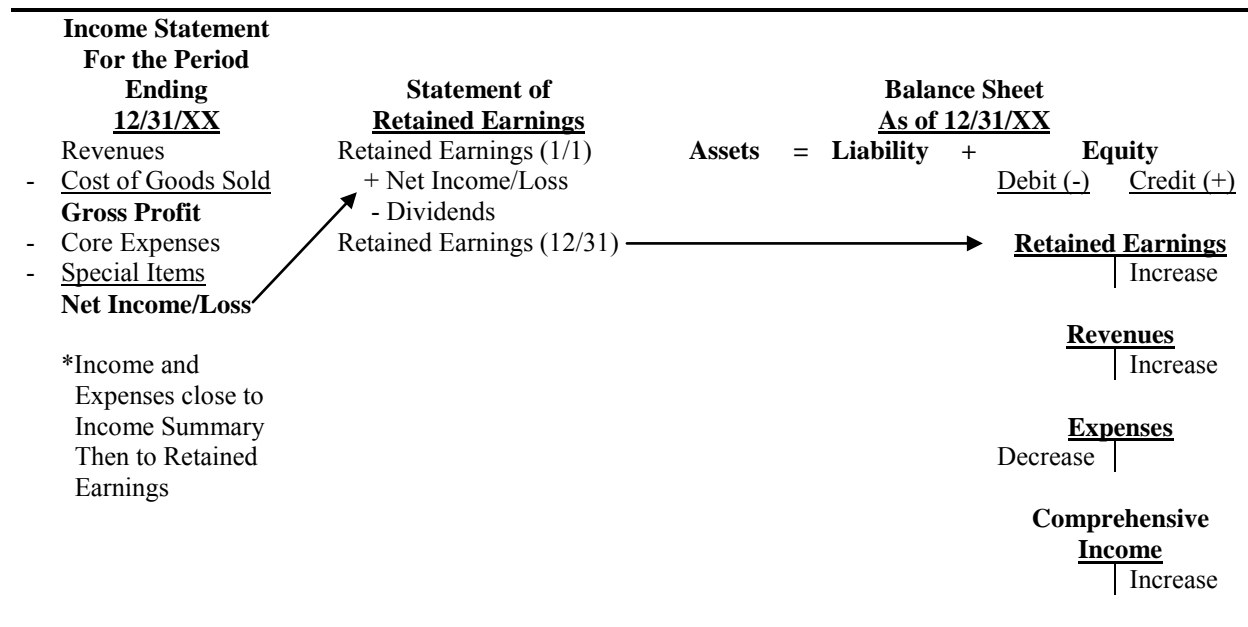 Income Statement
For the Period
Ending
12/31/XX
Revenues
- Cost of Goods Sold
Gross Profit
- Core Expenses
- Special Items
Net Income/Loss
*Income and
Expenses close to
Income Summary
Then to Retained
Earnings
Statement of
Retained Earnings
Retained Earnings (1/1)
+ Net Income/Loss
- Dividends
Retained Earnings (12/31)
Balance Sheet
As of 12/31/XX
Assets = Liability + Equity
Debit (-) Credit (+)
Retained Earnings
Increase
Revenues
Increase
Expenses
Decrease
Comprehensive
Income
Increase